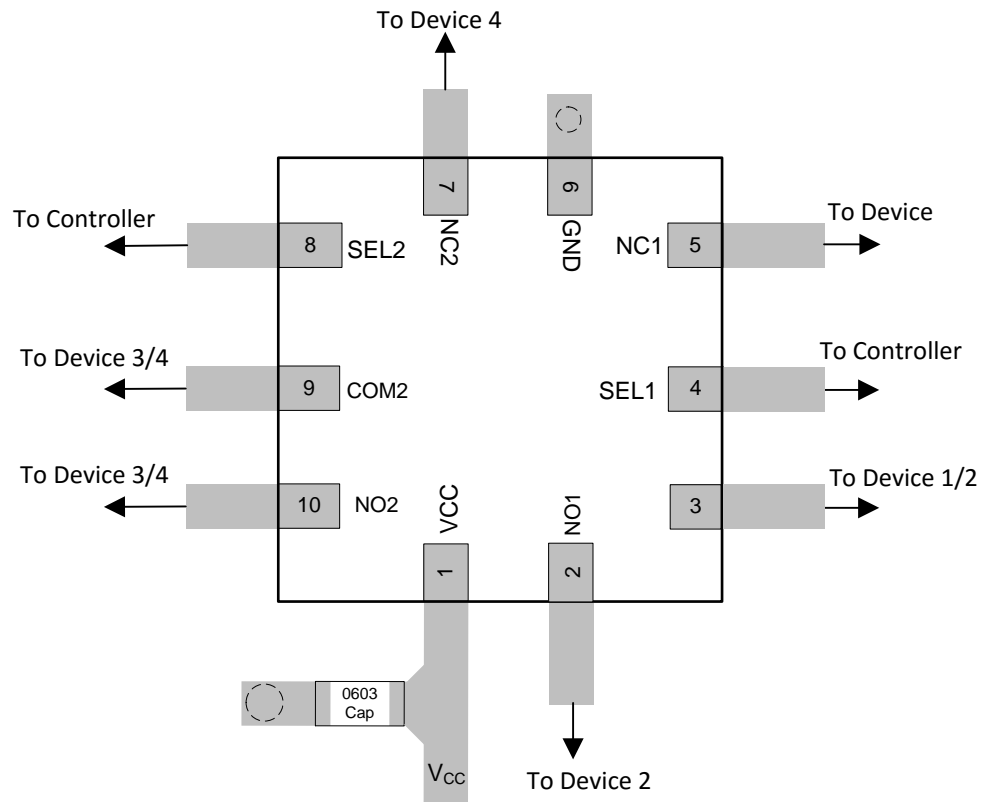 To Device 4
7
NC2
6
GND
To Controller
8
SEL2
NC1
5
To Device
To Device 3/4
9
COM2
SEL1
4
To Controller
To Device 3/4
10
NO2
VCC
1
NO1
2
3
To Device 1/2
0603
Cap
VCC
To Device 2